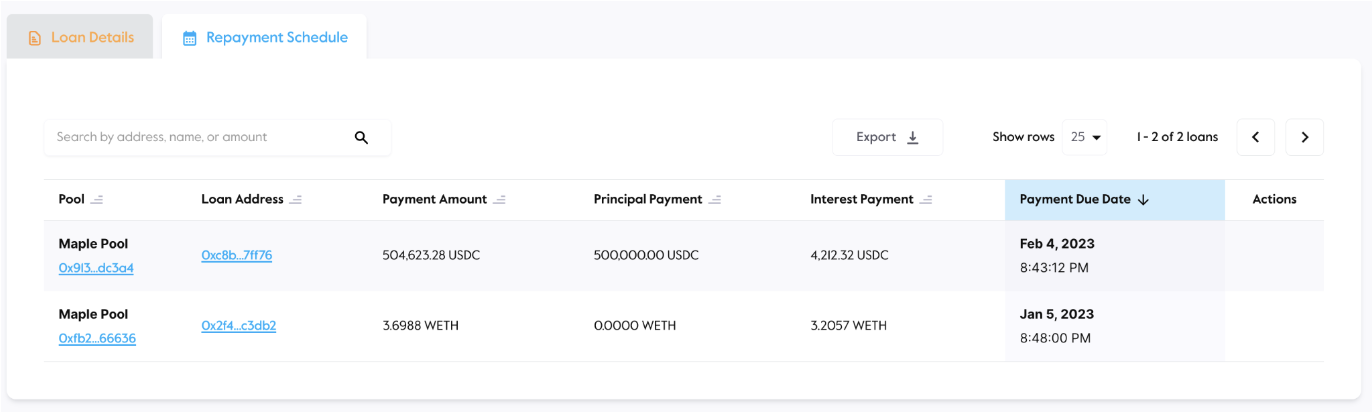 Loan Details Repayment Schedule
Search by address, name, or amount Export Show rows 25 1 - 2 of 2 loans
Pool Loan Address Payment Amount Principal Payment Interest Payment Payment Due Date Actions
Maple Pool Feb 4, 2023
0xc8b...7ff76 504,623.28 USDC 500,000.00 USDC 4,212.32 USDC
0x913...dc3a4 8:43:12 PM
Maple Pool Jan 5, 2023
0x2f4...c3db2 3.6988 WETH 0.0000 WETH 3.2057 WETH
0xfb2...66636 8:48:00 PM